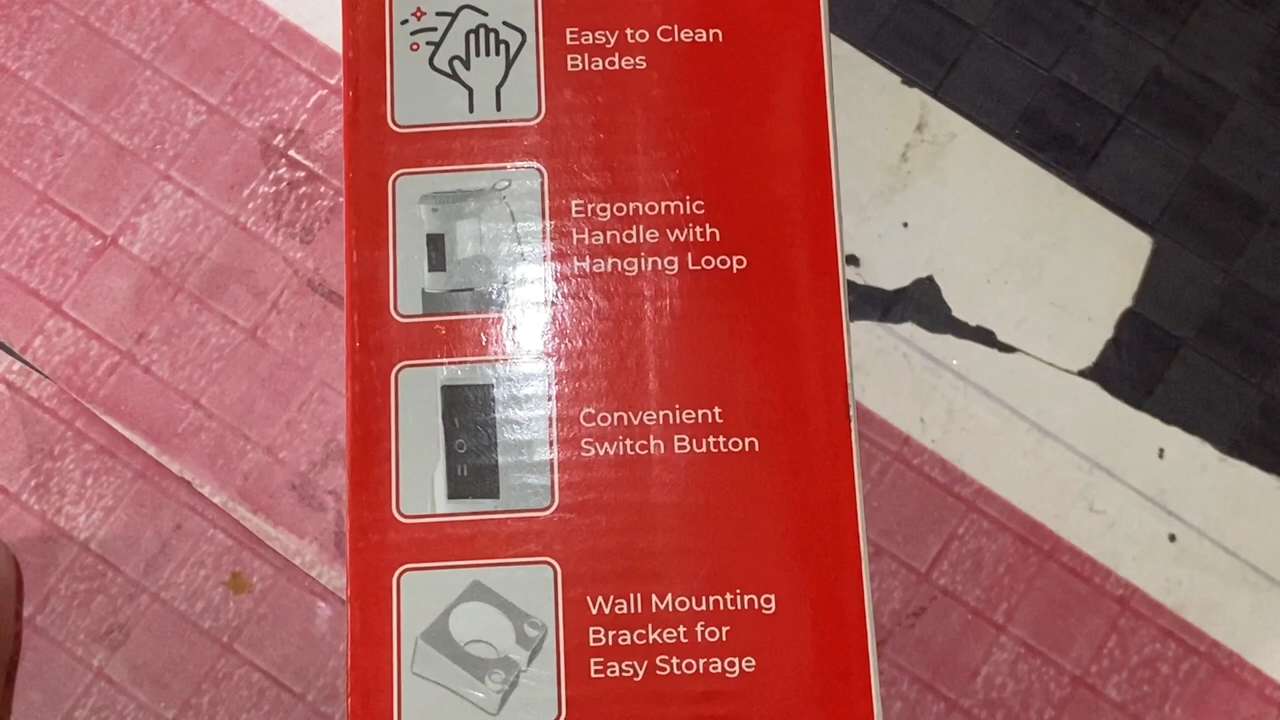 Easy to Clean
Blades
Ergonomic
Handle with
Hanging Loop
Convenient
Switch Button
Wall Mounting
Bracket for
Easy Storage